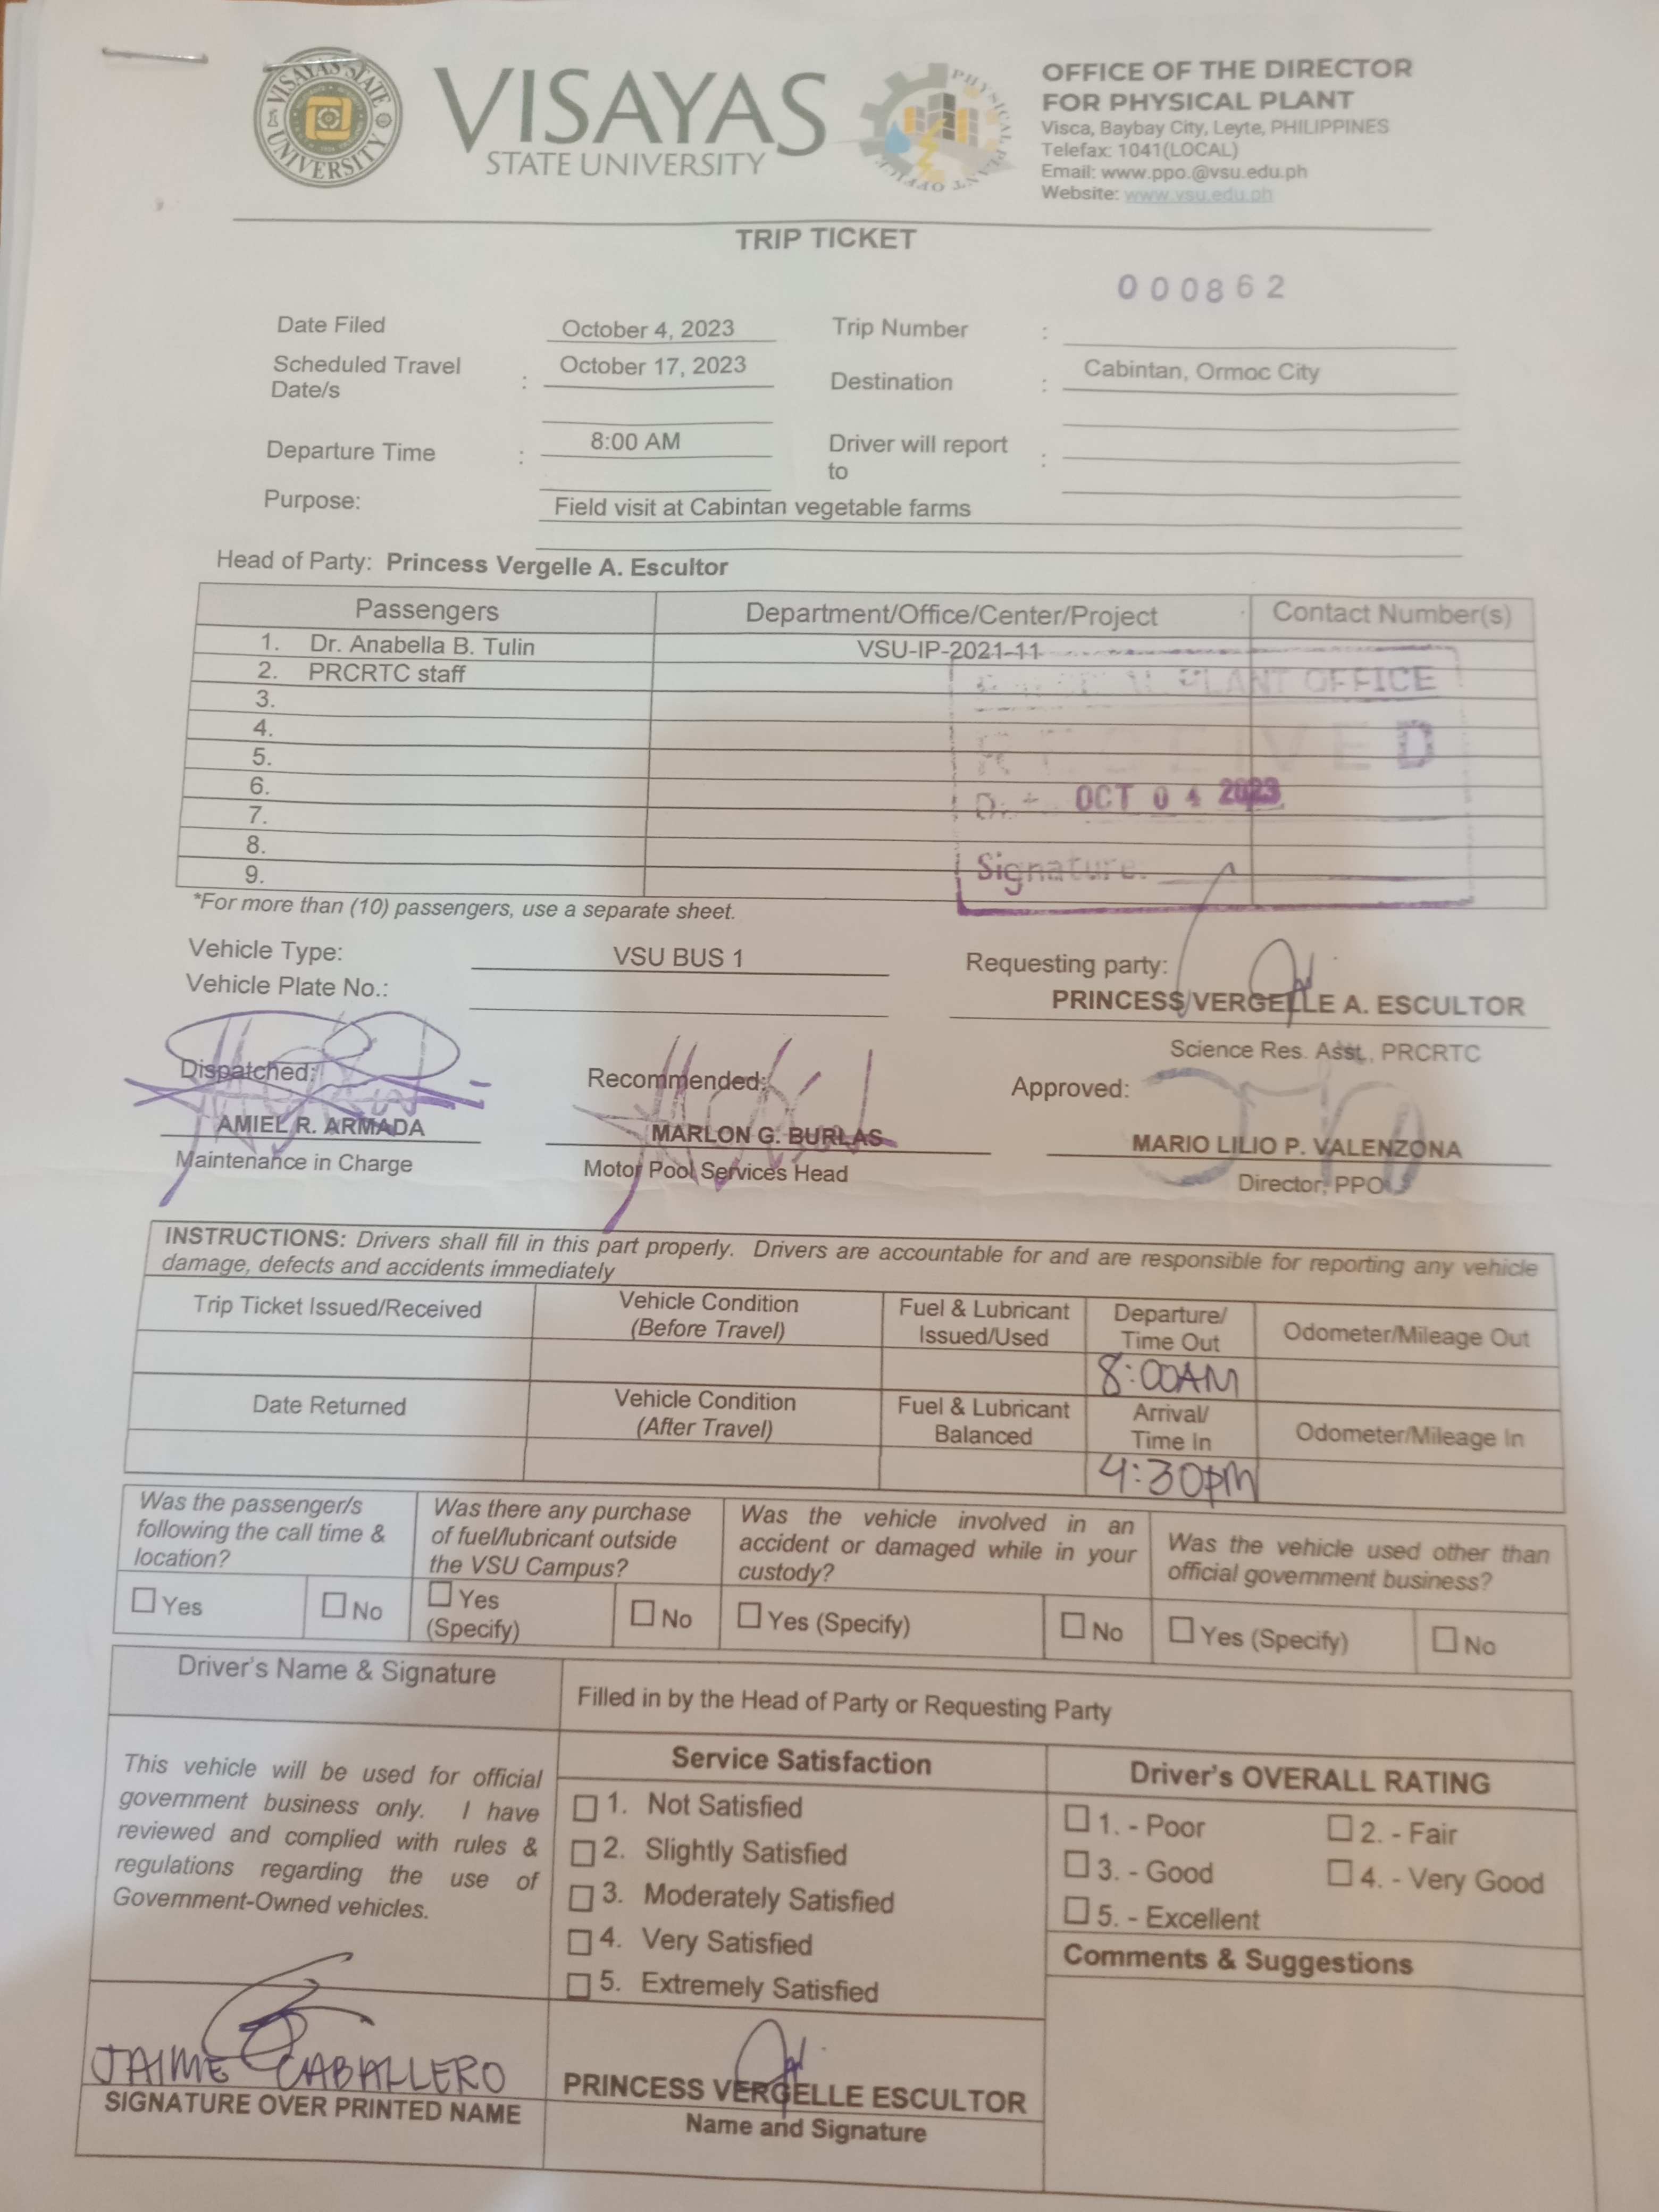 VISAYAS STATE UNIVERSITY
VISAYAS
STATE UNIVERSITY
PHYSICAL PLANT OFFICE
OFFICE OF THE DIRECTOR
FOR PHYSICAL PLANT
Visca, Baybay City, Leyte, PHILIPPINES
Telefax: 1041(LOCAL)
Email: www.ppo.@vsu.edu.ph
Website: www.vsu.edu.ph
TRIP TICKET
000862
Date Filed October 4, 2023 Trip Number :
Scheduled Travel Date/s : October 17, 2023 Destination : Cabintan, Ormoc City
Departure Time : 8:00 AM Driver will report to :
Purpose: Field visit at Cabintan vegetable farms
Head of Party: Princess Vergelle A. Escultor
Passengers Department/Office/Center/Project Contact Number(s)
1. Dr. Anabella B. Tulin VSU-IP-2021-11
2. PRCRTC staff
3.
4.
5.
6.
7.
8.
9.
PLANT OFFICE
RECEIVED
OCT 04 2023
Signature:
*For more than (10) passengers, use a separate sheet.
Vehicle Type: VSU BUS 1
Vehicle Plate No.:
Requesting party:
PRINCESS VERGELLE A. ESCULTOR
Science Res. Asst., PRCRTC
Dispatched: Recommended: Approved:
AMIEL R. ARMADA MARLON G. BURLAS MARIO LILIO P. VALENZONA
Maintenance in Charge Motor Pool Services Head Director, PPO
INSTRUCTIONS: Drivers shall fill in this part properly. Drivers are accountable for and are responsible for reporting any vehicle
damage, defects and accidents immediately
Trip Ticket Issued/Received Vehicle Condition (Before Travel) Fuel & Lubricant Issued/Used Departure/ Time Out Odometer/Mileage Out
8:00AM
Date Returned Vehicle Condition (After Travel) Fuel & Lubricant Balanced Arrival/ Time In Odometer/Mileage In
4:30pm
Was the passenger/s following the call time & location?
Was there any purchase of fuel/lubricant outside the VSU Campus?
Was the vehicle involved in an accident or damaged while in your custody?
Was the vehicle used other than official government business?
Yes No Yes (Specify) No Yes (Specify) No Yes (Specify) No
Driver's Name & Signature
Filled in by the Head of Party or Requesting Party
This vehicle will be used for official
government business only. I have
reviewed and complied with rules &
regulations regarding the use of
Government-Owned vehicles.
Service Satisfaction
1. Not Satisfied
2. Slightly Satisfied
3. Moderately Satisfied
4. Very Satisfied
5. Extremely Satisfied
Driver's OVERALL RATING
1. - Poor 2. - Fair
3. - Good 4. - Very Good
5. - Excellent
Comments & Suggestions
JAIME CABALLERO
SIGNATURE OVER PRINTED NAME
PRINCESS VERGELLE ESCULTOR
Name and Signature